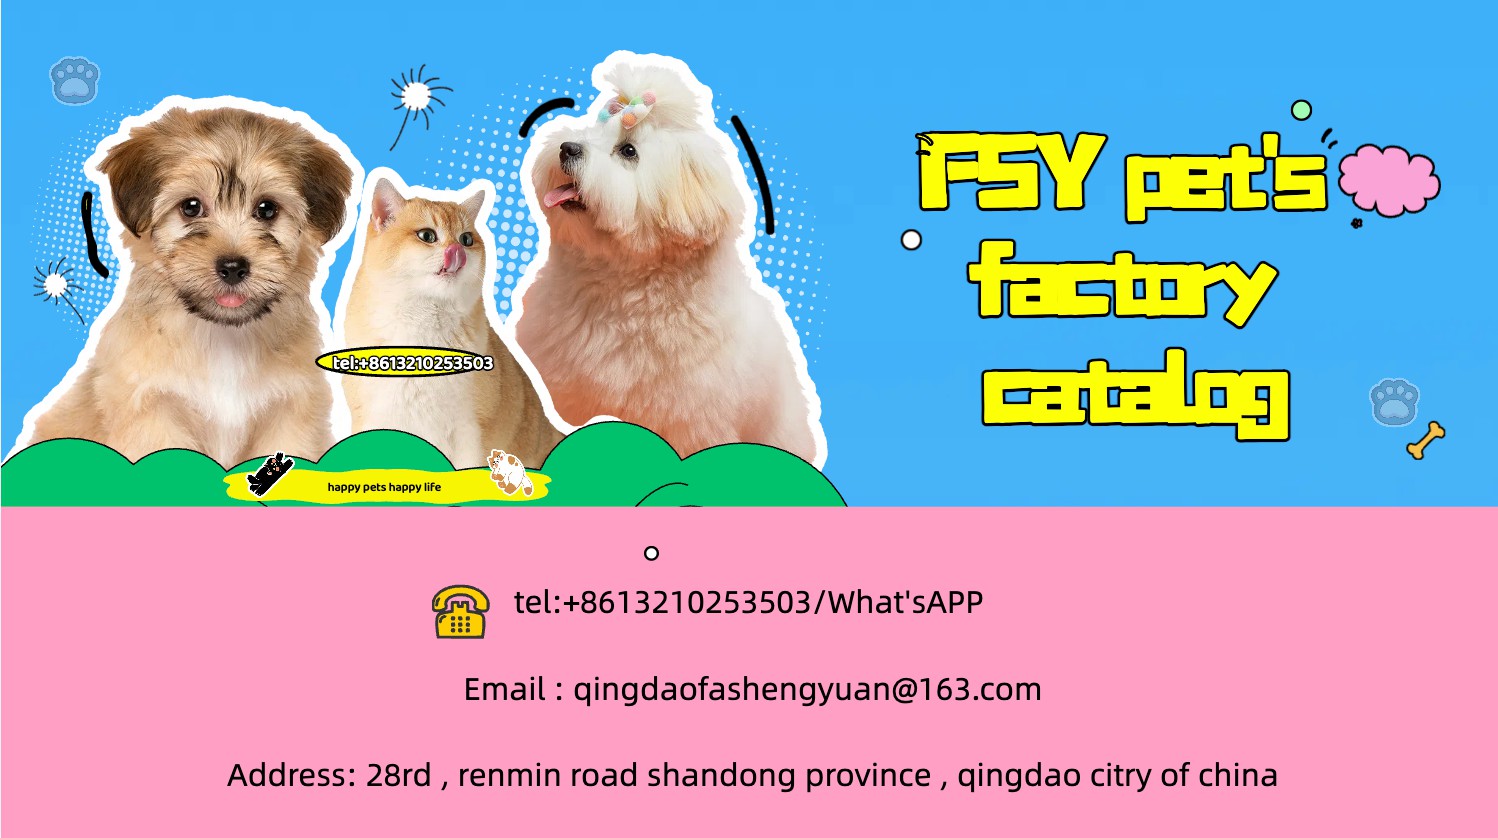 FSY pet's
factory
catalog
tel:+8613210253503
happy pets happy life
tel:+8613210253503/What'sAPP
Email : qingdaofashengyuan@163.com
Address: 28rd , renmin road shandong province , qingdao citry of china